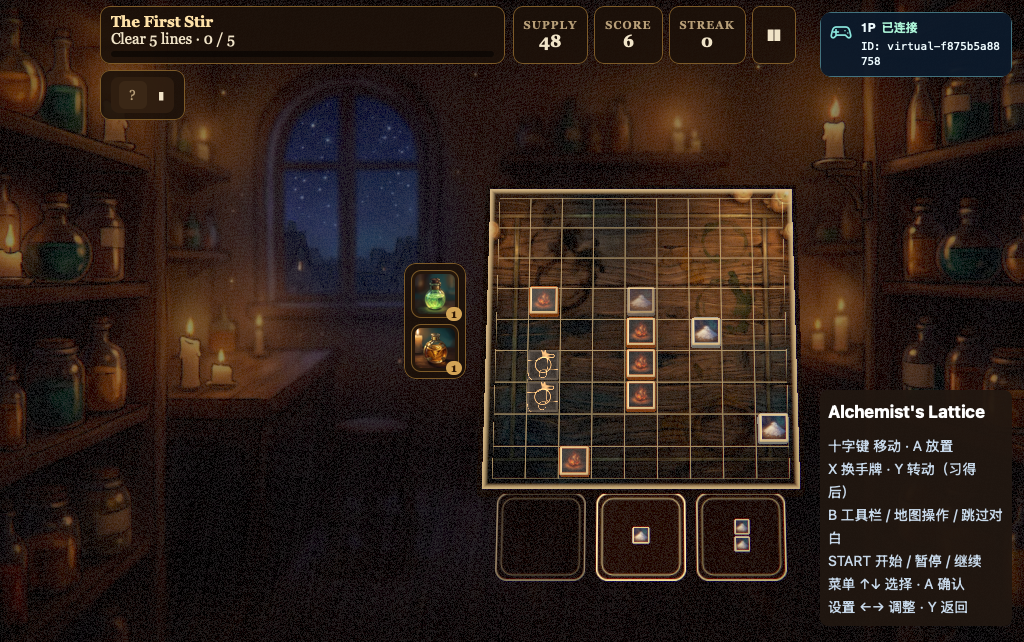 The First Stir
Clear 5 lines · 0 / 5
SUPPLY
48
SCORE
6
STREAK
0
1P 已连接
ID: virtual-f875b5a88
758
?
1
1
Alchemist's Lattice
十字键 移动 · A 放置
X 换手牌 · Y 转动（习得
后）
B 工具栏 / 地图操作 / 跳过对
白
START 开始 / 暂停 / 继续
菜单 ↑↓ 选择 · A 确认
设置 ←→ 调整 · Y 返回